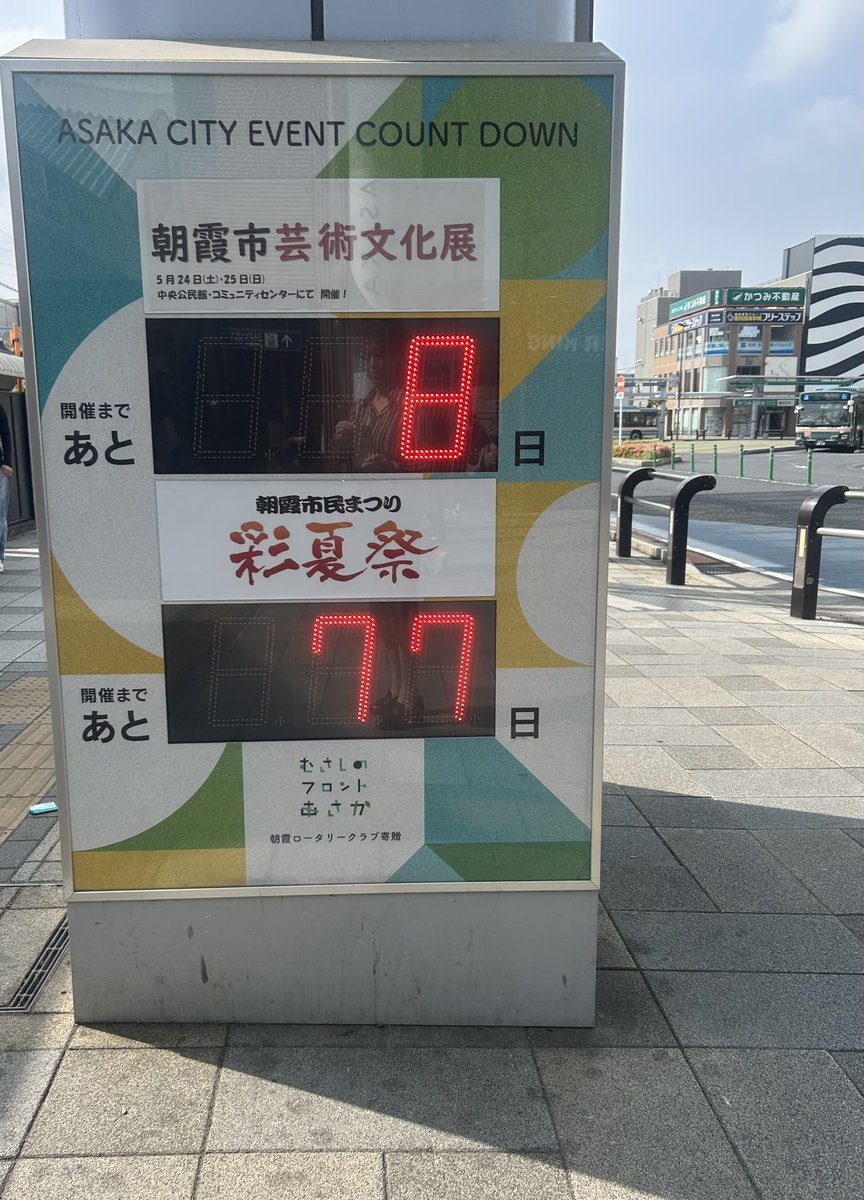 ASAKA CITY EVENT COUNT DOWN
朝霞市芸術文化展
5月24日(土)・25日(日)
中央公民館・コミュニティセンターにて 開催！
開催まで
あと 8 日
朝霞市民まつり
彩夏祭
開催まで
あと 77 日
むさしの
フロント
あさか
朝霞ロータリークラブ寄贈
かつみ不動産